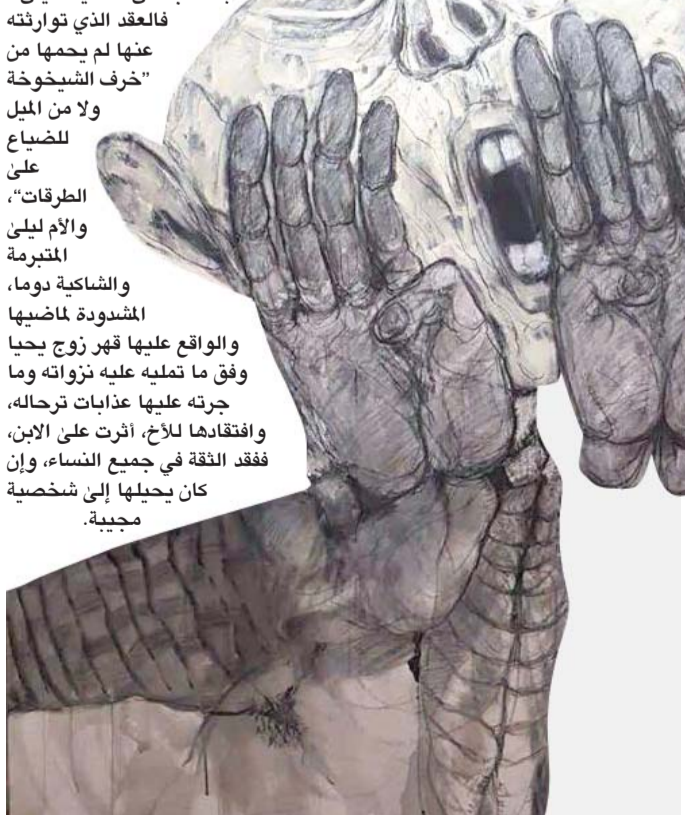 فالعقد الذي توارثته
عنها لم يحمها من
”خرف الشيخوخة
ولا من الميل
للضياع
علىٰ
الطرقات“،
والأم ليلىٰ
المتبرمة
والشاكية دوما،
المشدودة لماضيها
والواقع عليها قهر زوج يحيا
وفق ما تمليه عليه نزواته وما
جرته عليها عذابات ترحاله،
وافتقادها للأخ، أثرت علىٰ الابن،
ففقد الثقة في جميع النساء، وإن
كان يحيلها إلىٰ شخصية
مجيبة.